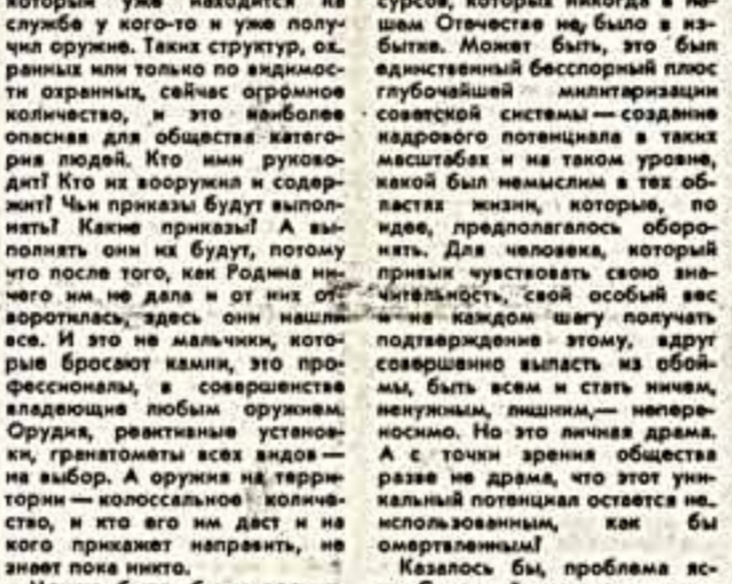 которым уже находится на
службе у кого-то и уже полу-
чил оружие. Таких структур, ох-
ранных или только по видимос-
ти охранных, сейчас огромное
количество, и это наиболее
опасная для общества катего-
рия людей. Кто ими руково-
дит? Кто их вооружил и содер-
жит? Чьи приказы будут выпол-
нять? Какие приказы? А вы-
полнять они их будут, потому
что после того, как Родина ни-
чего им не дала и от них от-
воротилась, здесь они нашли
все. И это не мальчики, кото-
рые бросают камни, это про-
фессионалы, в совершенстве
владеющие любым оружием.
Орудия, реактивные установ-
ки, гранатометы всех видов —
на выбор. А оружия на терри-
тории — колоссальное количе-
ство, и кто его им даст и на
кого прикажет направить, не
знает пока никто.
сурсов, которых никогда в на-
шем Отечестве не было в из-
бытке. Может быть, это был
единственный бесспорный плюс
глубочайшей милитаризации
советской системы — создание
кадрового потенциала в таких
масштабах и на таком уровне,
какой был немыслим в тех об-
ластях жизни, которые, по
идее, предполагалось оборо-
нять. Для человека, который
привык чувствовать свою зна-
чительность, свой особый вес
и на каждом шагу получать
подтверждение этому, вдруг
совершенно выпасть из обой-
мы, быть всем и стать ничем,
ненужным, лишним,— непере-
носимо. Но это личная драма.
А с точки зрения общества
разве не драма, что этот уни-
кальный потенциал остается не-
использованным, как бы
омертвленным?
Казалось бы, проблема яс-